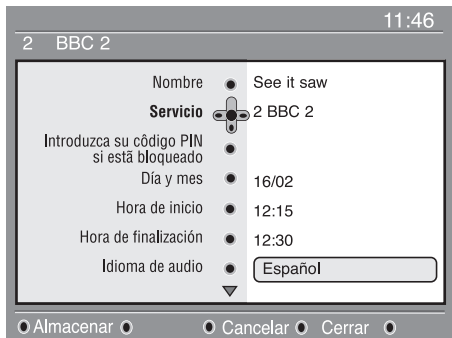 11:46
2 BBC 2
Nombre See it saw
Servicio 2 BBC 2
Introduzca su côdigo PIN
si estã bloqueado
Día y mes 16/02
Hora de inicio 12:15
Hora de finalización 12:30
Idioma de audio Español
Almacenar Cancelar Cerrar